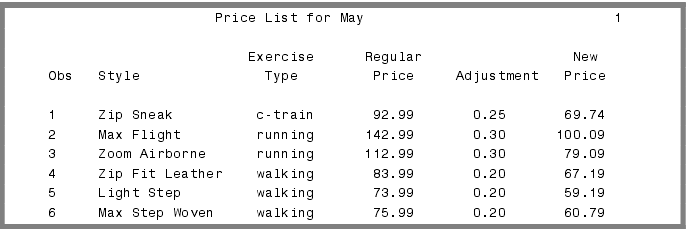 Price List for May 1
Exercise Regular New
Obs Style Type Price Adjustment Price
1 Zip Sneak c-train 92.99 0.25 69.74
2 Max Flight running 142.99 0.30 100.09
3 Zoom Airborne running 112.99 0.30 79.09
4 Zip Fit Leather walking 83.99 0.20 67.19
5 Light Step walking 73.99 0.20 59.19
6 Max Step Woven walking 75.99 0.20 60.79